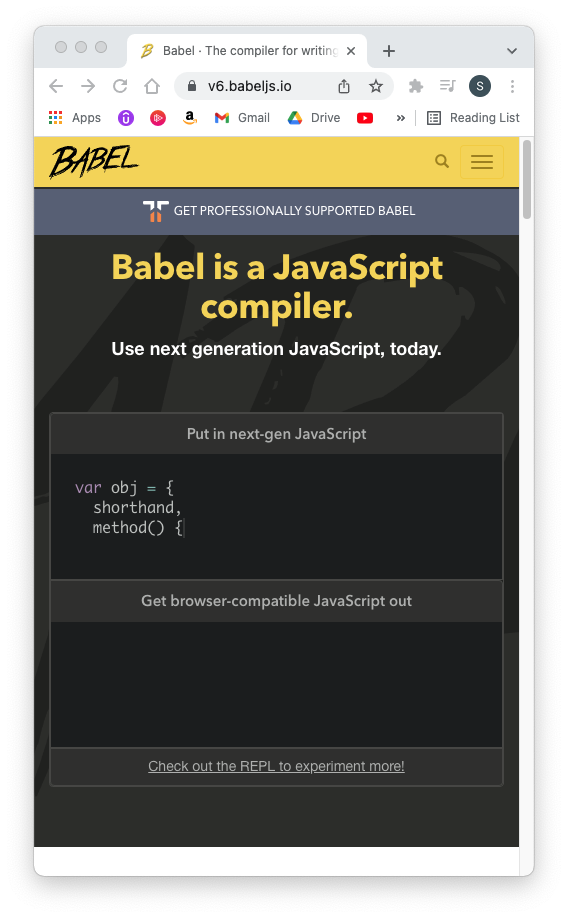 Babel · The compiler for writing
v6.babeljs.io
S
Apps
a
Gmail
Drive
»
Reading List
BABEL
GET PROFESSIONALLY SUPPORTED BABEL
Babel is a JavaScript
compiler.
Use next generation JavaScript, today.
Put in next-gen JavaScript
var obj = {
shorthand,
method() {
Get browser-compatible JavaScript out
Check out the REPL to experiment more!